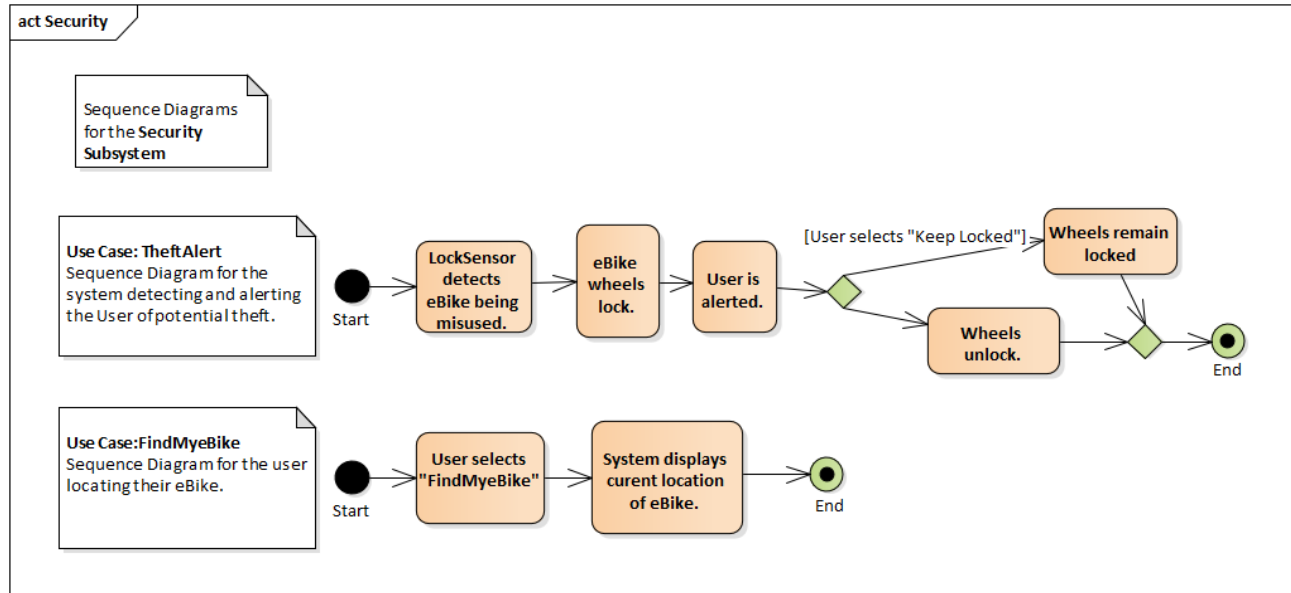 act Security
Sequence Diagrams
for the Security
Subsystem
Use Case: TheftAlert
Sequence Diagram for the
system detecting and alerting
the User of potential theft.
Start
LockSensor
detects
eBike being
misused.
eBike
wheels
lock.
User is
alerted.
[User selects "Keep Locked"]
Wheels remain
locked
Wheels
unlock.
End
Use Case:FindMyeBike
Sequence Diagram for the user
locating their eBike.
Start
User selects
"FindMyeBike"
System displays
curent location
of eBike.
End